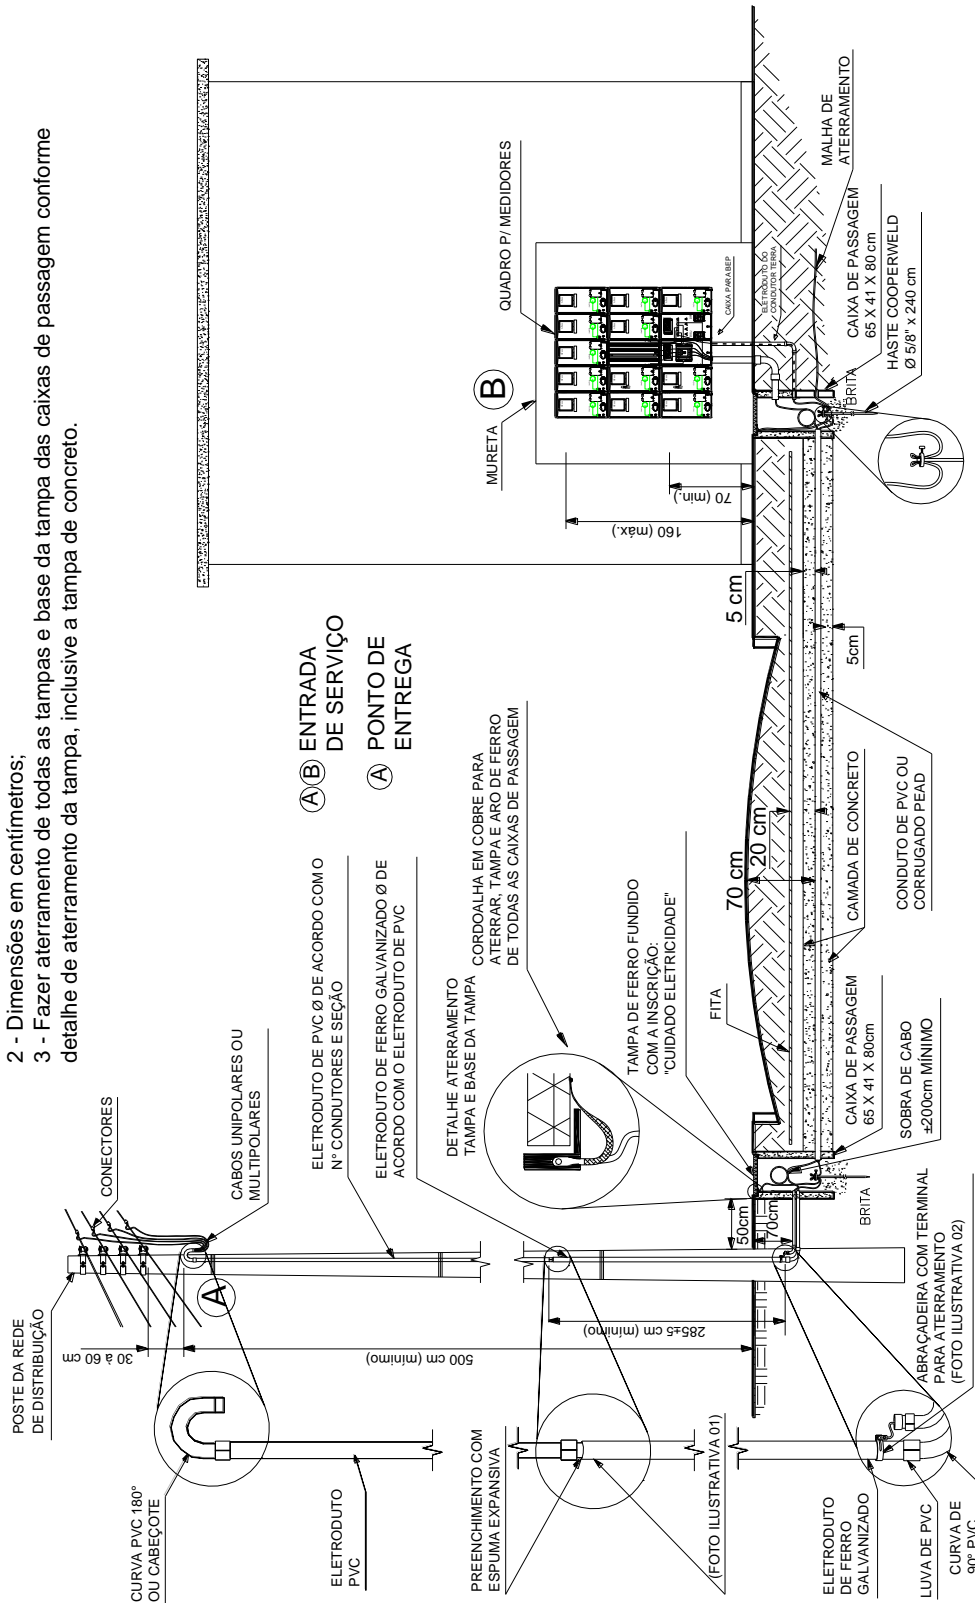 2 - Dimensões em centímetros;
3 - Fazer aterramento de todas as tampas e base da tampa das caixas de passagem conforme
detalhe de aterramento da tampa, inclusive a tampa de concreto.
POSTE DA REDE
DE DISTRIBUIÇÃO
CONECTORES
CABOS UNIPOLARES OU
MULTIPOLARES
30 à 60 cm
A
CURVA PVC 180°
OU CABEÇOTE
ELETRODUTO
PVC
500 cm (mínimo)
ELETRODUTO DE PVC Ø DE ACORDO COM O
N° CONDUTORES E SEÇÃO
ELETRODUTO DE FERRO GALVANIZADO Ø DE
ACORDO COM O ELETRODUTO DE PVC
A B ENTRADA
DE SERVIÇO
A PONTO DE
ENTREGA
DETALHE ATERRAMENTO
TAMPA E BASE DA TAMPA
CORDOALHA EM COBRE PARA
ATERRAR, TAMPA E ARO DE FERRO
DE TODAS AS CAIXAS DE PASSAGEM
PREENCHIMENTO COM
ESPUMA EXPANSIVA
(FOTO ILUSTRATIVA 01)
285±5 cm (mínimo)
TAMPA DE FERRO FUNDIDO
COM A INSCRIÇÃO:
"CUIDADO ELETRICIDADE"
FITA
50cm
70cm
BRITA
CAIXA DE PASSAGEM
65 X 41 X 80cm
SOBRA DE CABO
±200cm MÍNIMO
ELETRODUTO
DE FERRO
GALVANIZADO
LUVA DE PVC
CURVA DE
90° PVC
ABRAÇADEIRA COM TERMINAL
PARA ATERRAMENTO
(FOTO ILUSTRATIVA 02)
70 cm
20 cm
5 cm
5cm
CAMADA DE CONCRETO
CONDUTO DE PVC OU
CORRUGADO PEAD
MURETA
B
QUADRO P/ MEDIDORES
160 (máx.)
70 (min.)
CAIXA PARA BEP
ELETRODUTO DO
CONDUTOR TERRA
MALHA DE
ATERRAMENTO
CAIXA DE PASSAGEM
65 X 41 X 80 cm
BRITA
HASTE COOPERWELD
Ø 5/8" x 240 cm